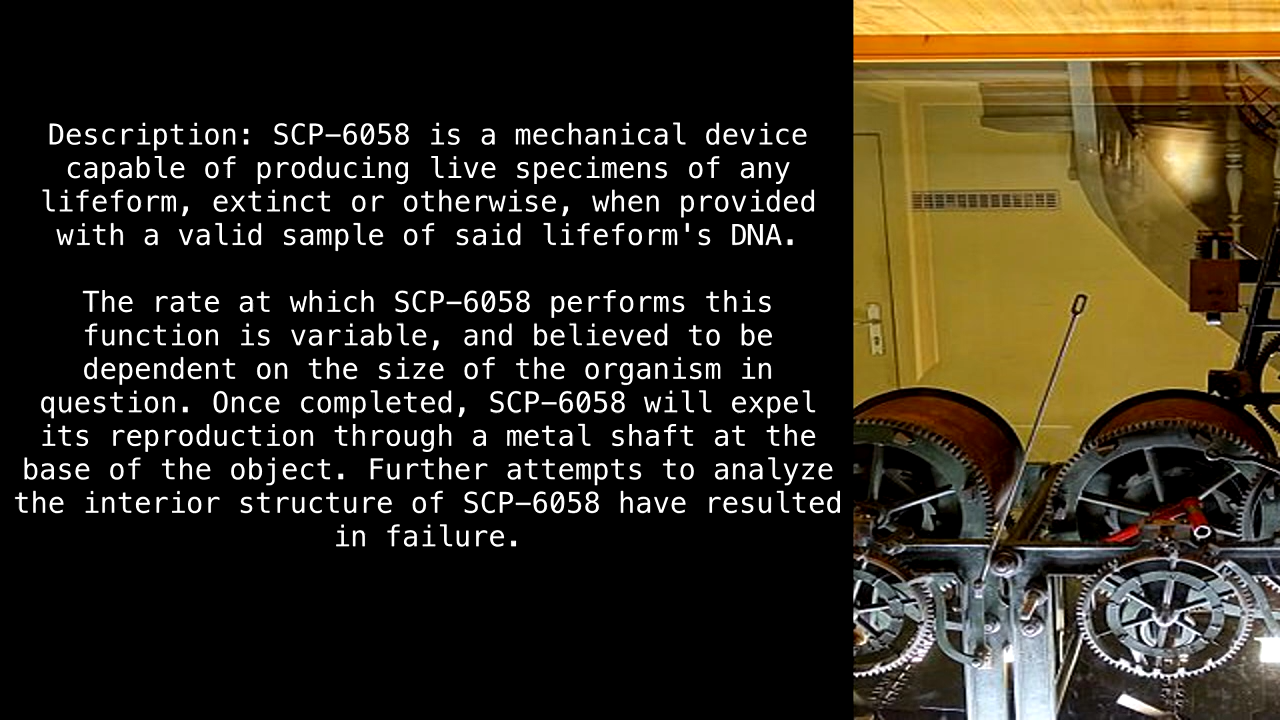 Description: SCP-6058 is a mechanical device
capable of producing live specimens of any
lifeform, extinct or otherwise, when provided
with a valid sample of said lifeform's DNA.
The rate at which SCP-6058 performs this
function is variable, and believed to be
dependent on the size of the organism in
question. Once completed, SCP-6058 will expel
its reproduction through a metal shaft at the
base of the object. Further attempts to analyze
the interior structure of SCP-6058 have resulted
in failure.